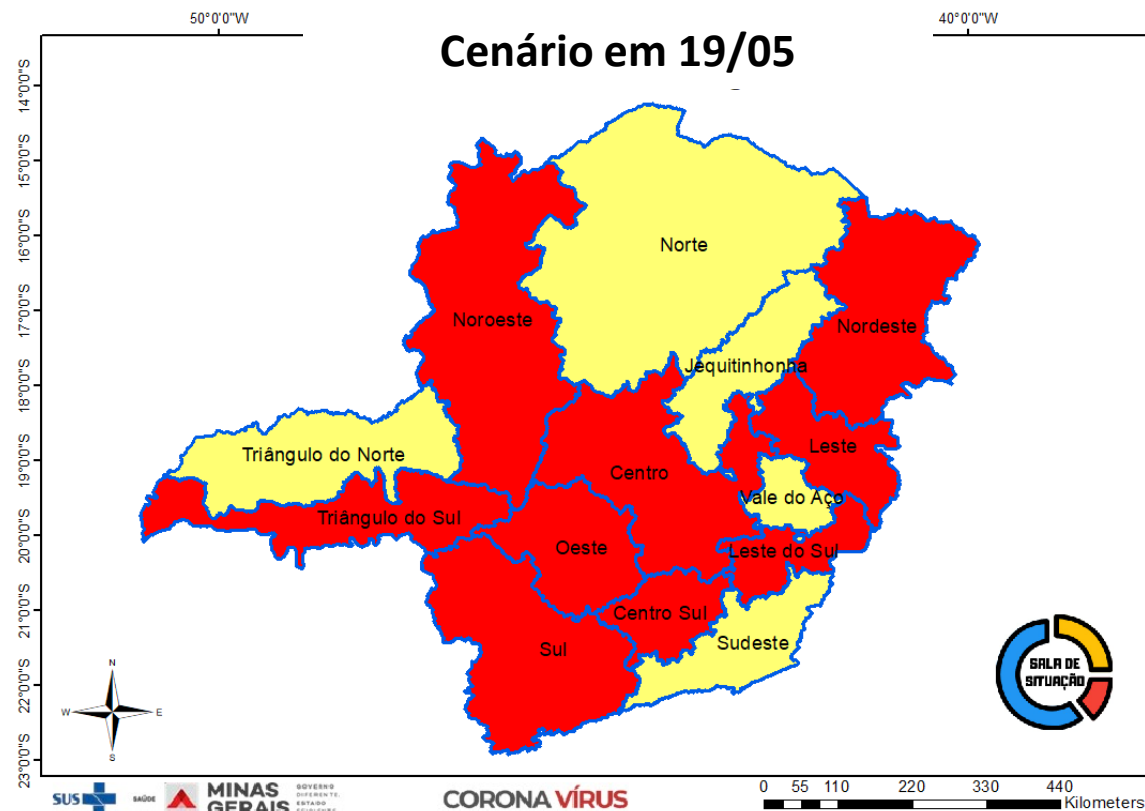 50°0'0"W
40°0'0"W
Cenário em 19/05
14°0'0"S
15°0'0"S
16°0'0"S
17°0'0"S
18°0'0"S
19°0'0"S
20°0'0"S
21°0'0"S
22°0'0"S
23°0'0"S
Norte
Noroeste
Nordeste
Jequitinhonha
Triângulo do Norte
Leste
Centro
Vale do Aço
Triângulo do Sul
Oeste
Leste do Sul
Centro Sul
Sudeste
Sul
SALA DE
SITUAÇÃO
N
W
E
S
SUS
SAÚDE
MINAS
GERAIS
GOVERNO
DIFERENTE.
ESTADO
CORONA VÍRUS
0 55 110 220 330 440
Kilometers